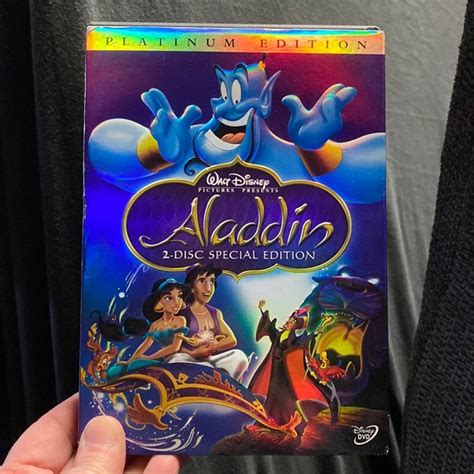 PLATINUM EDITION
WALT DISNEY
PICTURES PRESENTS
Aladdin
2-DISC SPECIAL EDITION
Disney
DVD